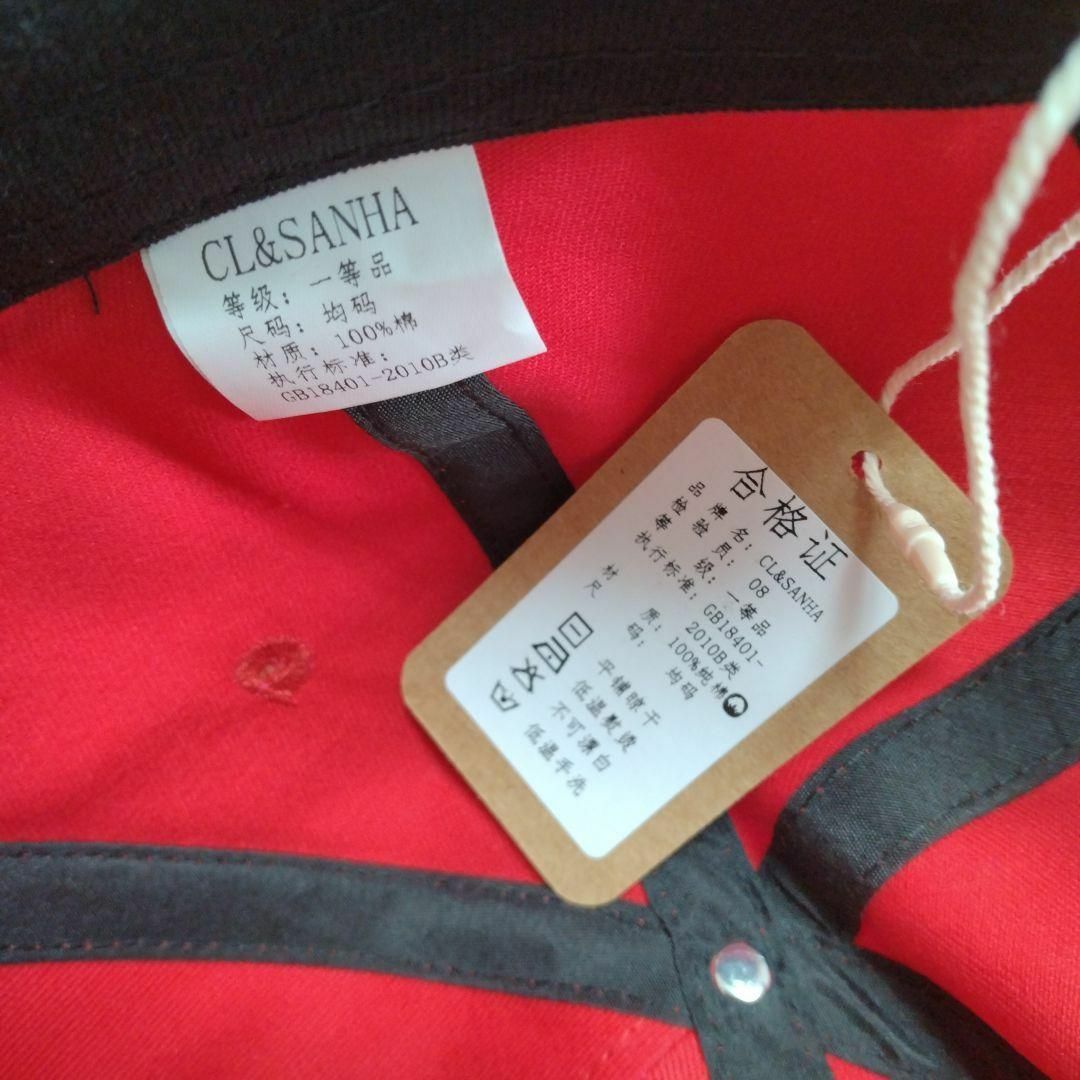 CL&SANHA
等级: 一等品
尺码: 均码
材质: 100%棉
执行标准:
GB18401-2010B类
合格证
品牌名: CL&SANHA
检验员: 08
等级: 一等品
执行标准: GB18401-
2010B类
材质: 100%纯棉
尺码: 均码
平铺晾干
低温熨烫
不可漂白
低温手洗